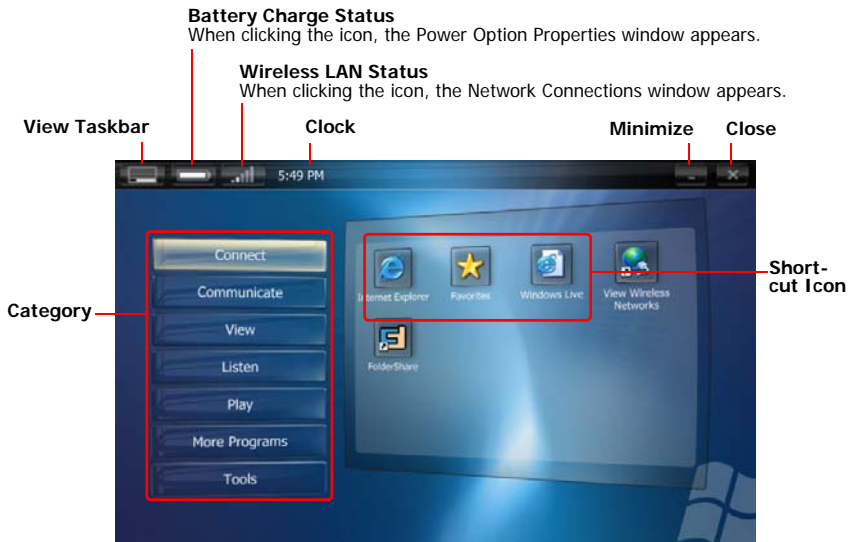 Battery Charge Status
When clicking the icon, the Power Option Properties window appears.
Wireless LAN Status
When clicking the icon, the Network Connections window appears.
View Taskbar
Clock
Minimize
Close
5:49 PM
Category
Connect
Communicate
View
Listen
Play
More Programs
Tools
Internet Explorer
Favorites
Windows Live
View Wireless
Networks
FolderShare
Short-
cut Icon